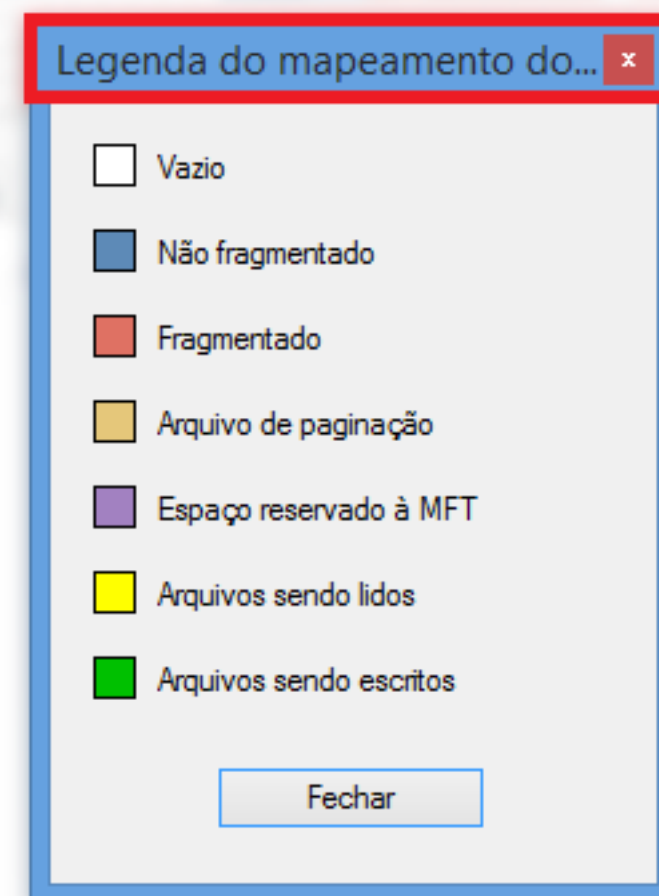 Legenda do mapeamento do... x
Vazio
Não fragmentado
Fragmentado
Arquivo de paginação
Espaço reservado à MFT
Arquivos sendo lidos
Arquivos sendo escritos
Fechar